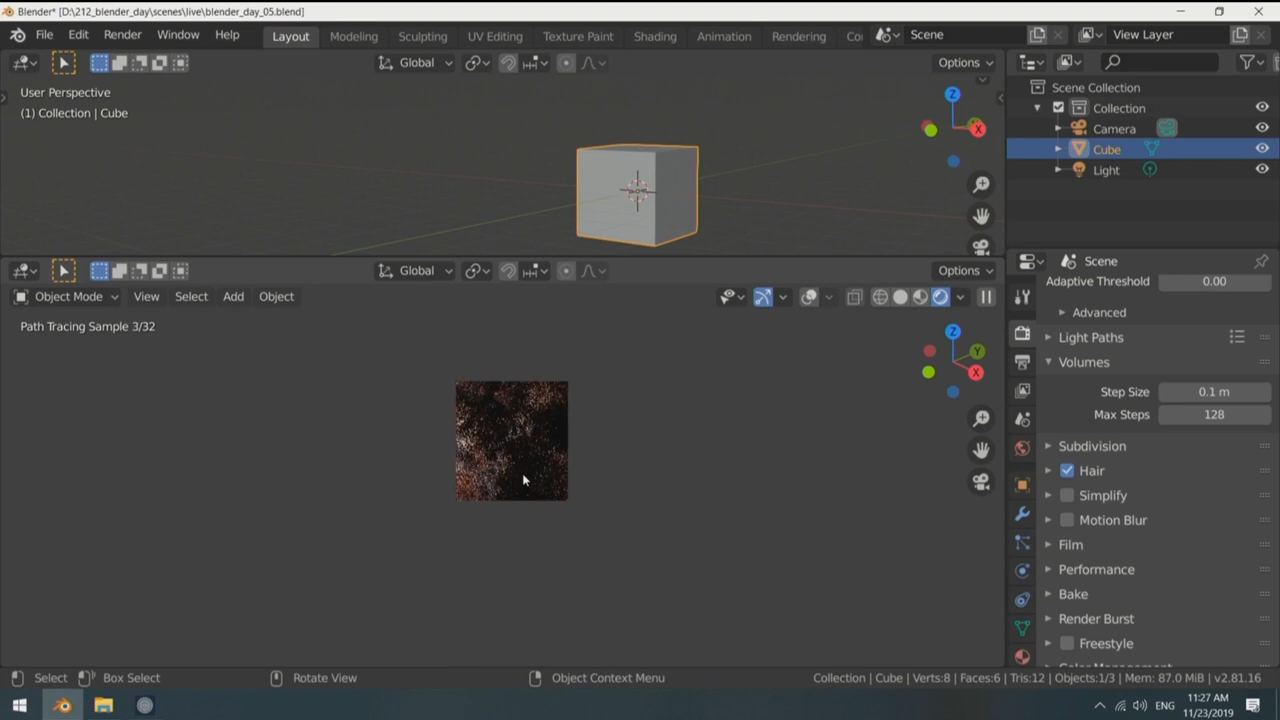 Blender* [D:\212_blender_day\scenes\live\blender_day_05.blend]
File Edit Render Window Help Layout Modeling Sculpting UV Editing Texture Paint Shading Animation Rendering Co Scene View Layer
Global Options
User Perspective
(1) Collection | Cube
Z
X
Scene Collection
Collection
Camera
Cube
Light
Global Options
Object Mode View Select Add Object
Path Tracing Sample 3/32
Z
Y
X
Scene
Adaptive Threshold 0.00
Advanced
Light Paths
Volumes
Step Size 0.1 m
Max Steps 128
Subdivision
Hair
Simplify
Motion Blur
Film
Performance
Bake
Render Burst
Freestyle
Color Management
Select Box Select Rotate View Object Context Menu Collection | Cube | Verts:8 | Faces:6 | Tris:12 | Objects:1/3 | Mem: 87.0 MiB | v2.81.16
ENG
11:27 AM
11/23/2019